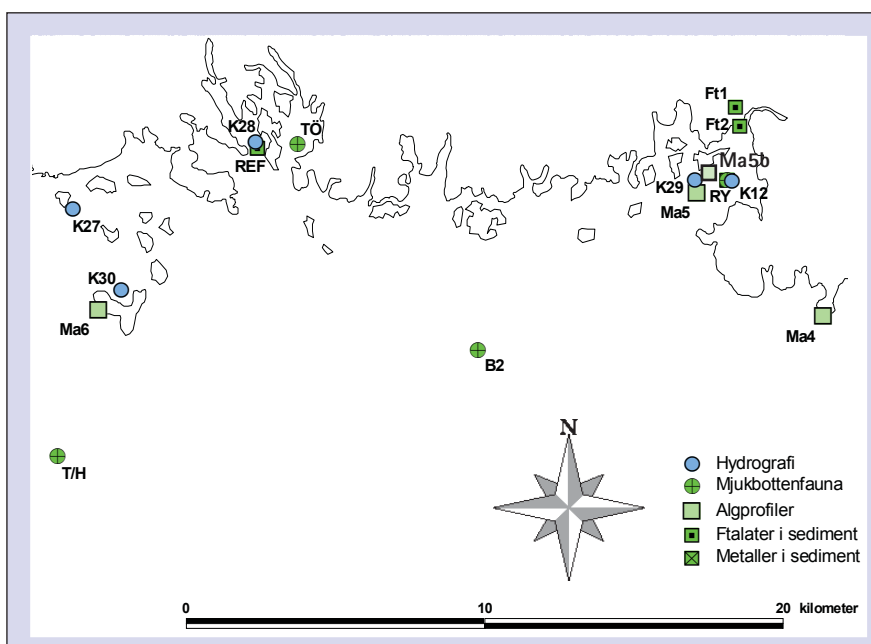 Ft1
Ft2
K28
TÖ
REF
Ma5b
K29
RY
K12
Ma5
K27
K30
Ma6
Ma4
B2
T/H
N
Hydrografi
Mjukbottenfauna
Algprofiler
Ftalater i sediment
Metaller i sediment
0 10 20 kilometer